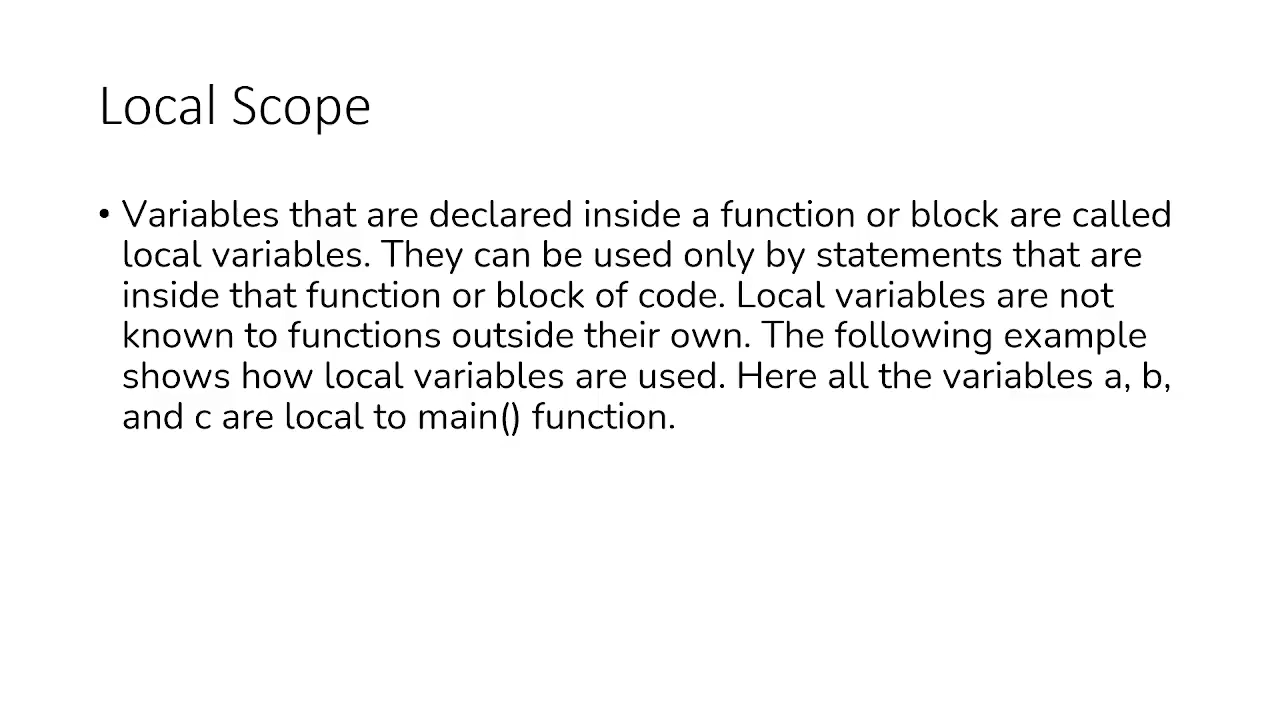 Local Scope
• Variables that are declared inside a function or block are called
local variables. They can be used only by statements that are
inside that function or block of code. Local variables are not
known to functions outside their own. The following example
shows how local variables are used. Here all the variables a, b,
and c are local to main() function.